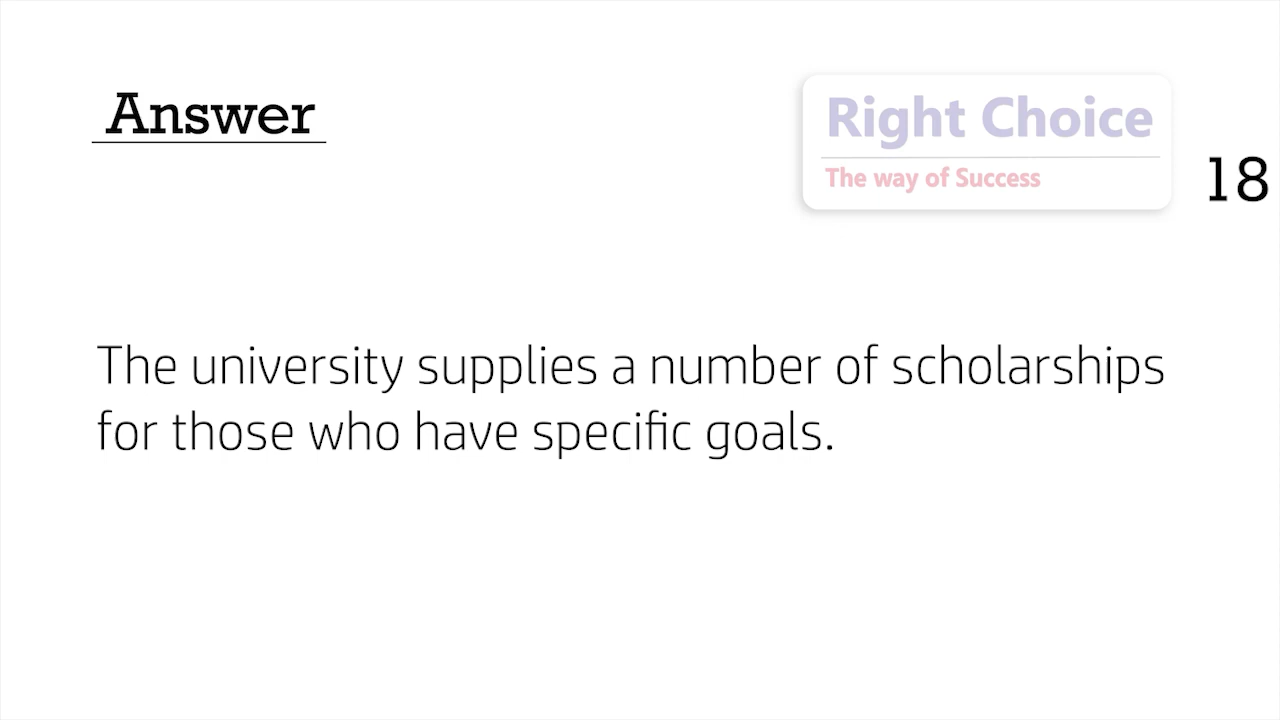 Answer
Right Choice
The way of Success
18
The university supplies a number of scholarships
for those who have specific goals.